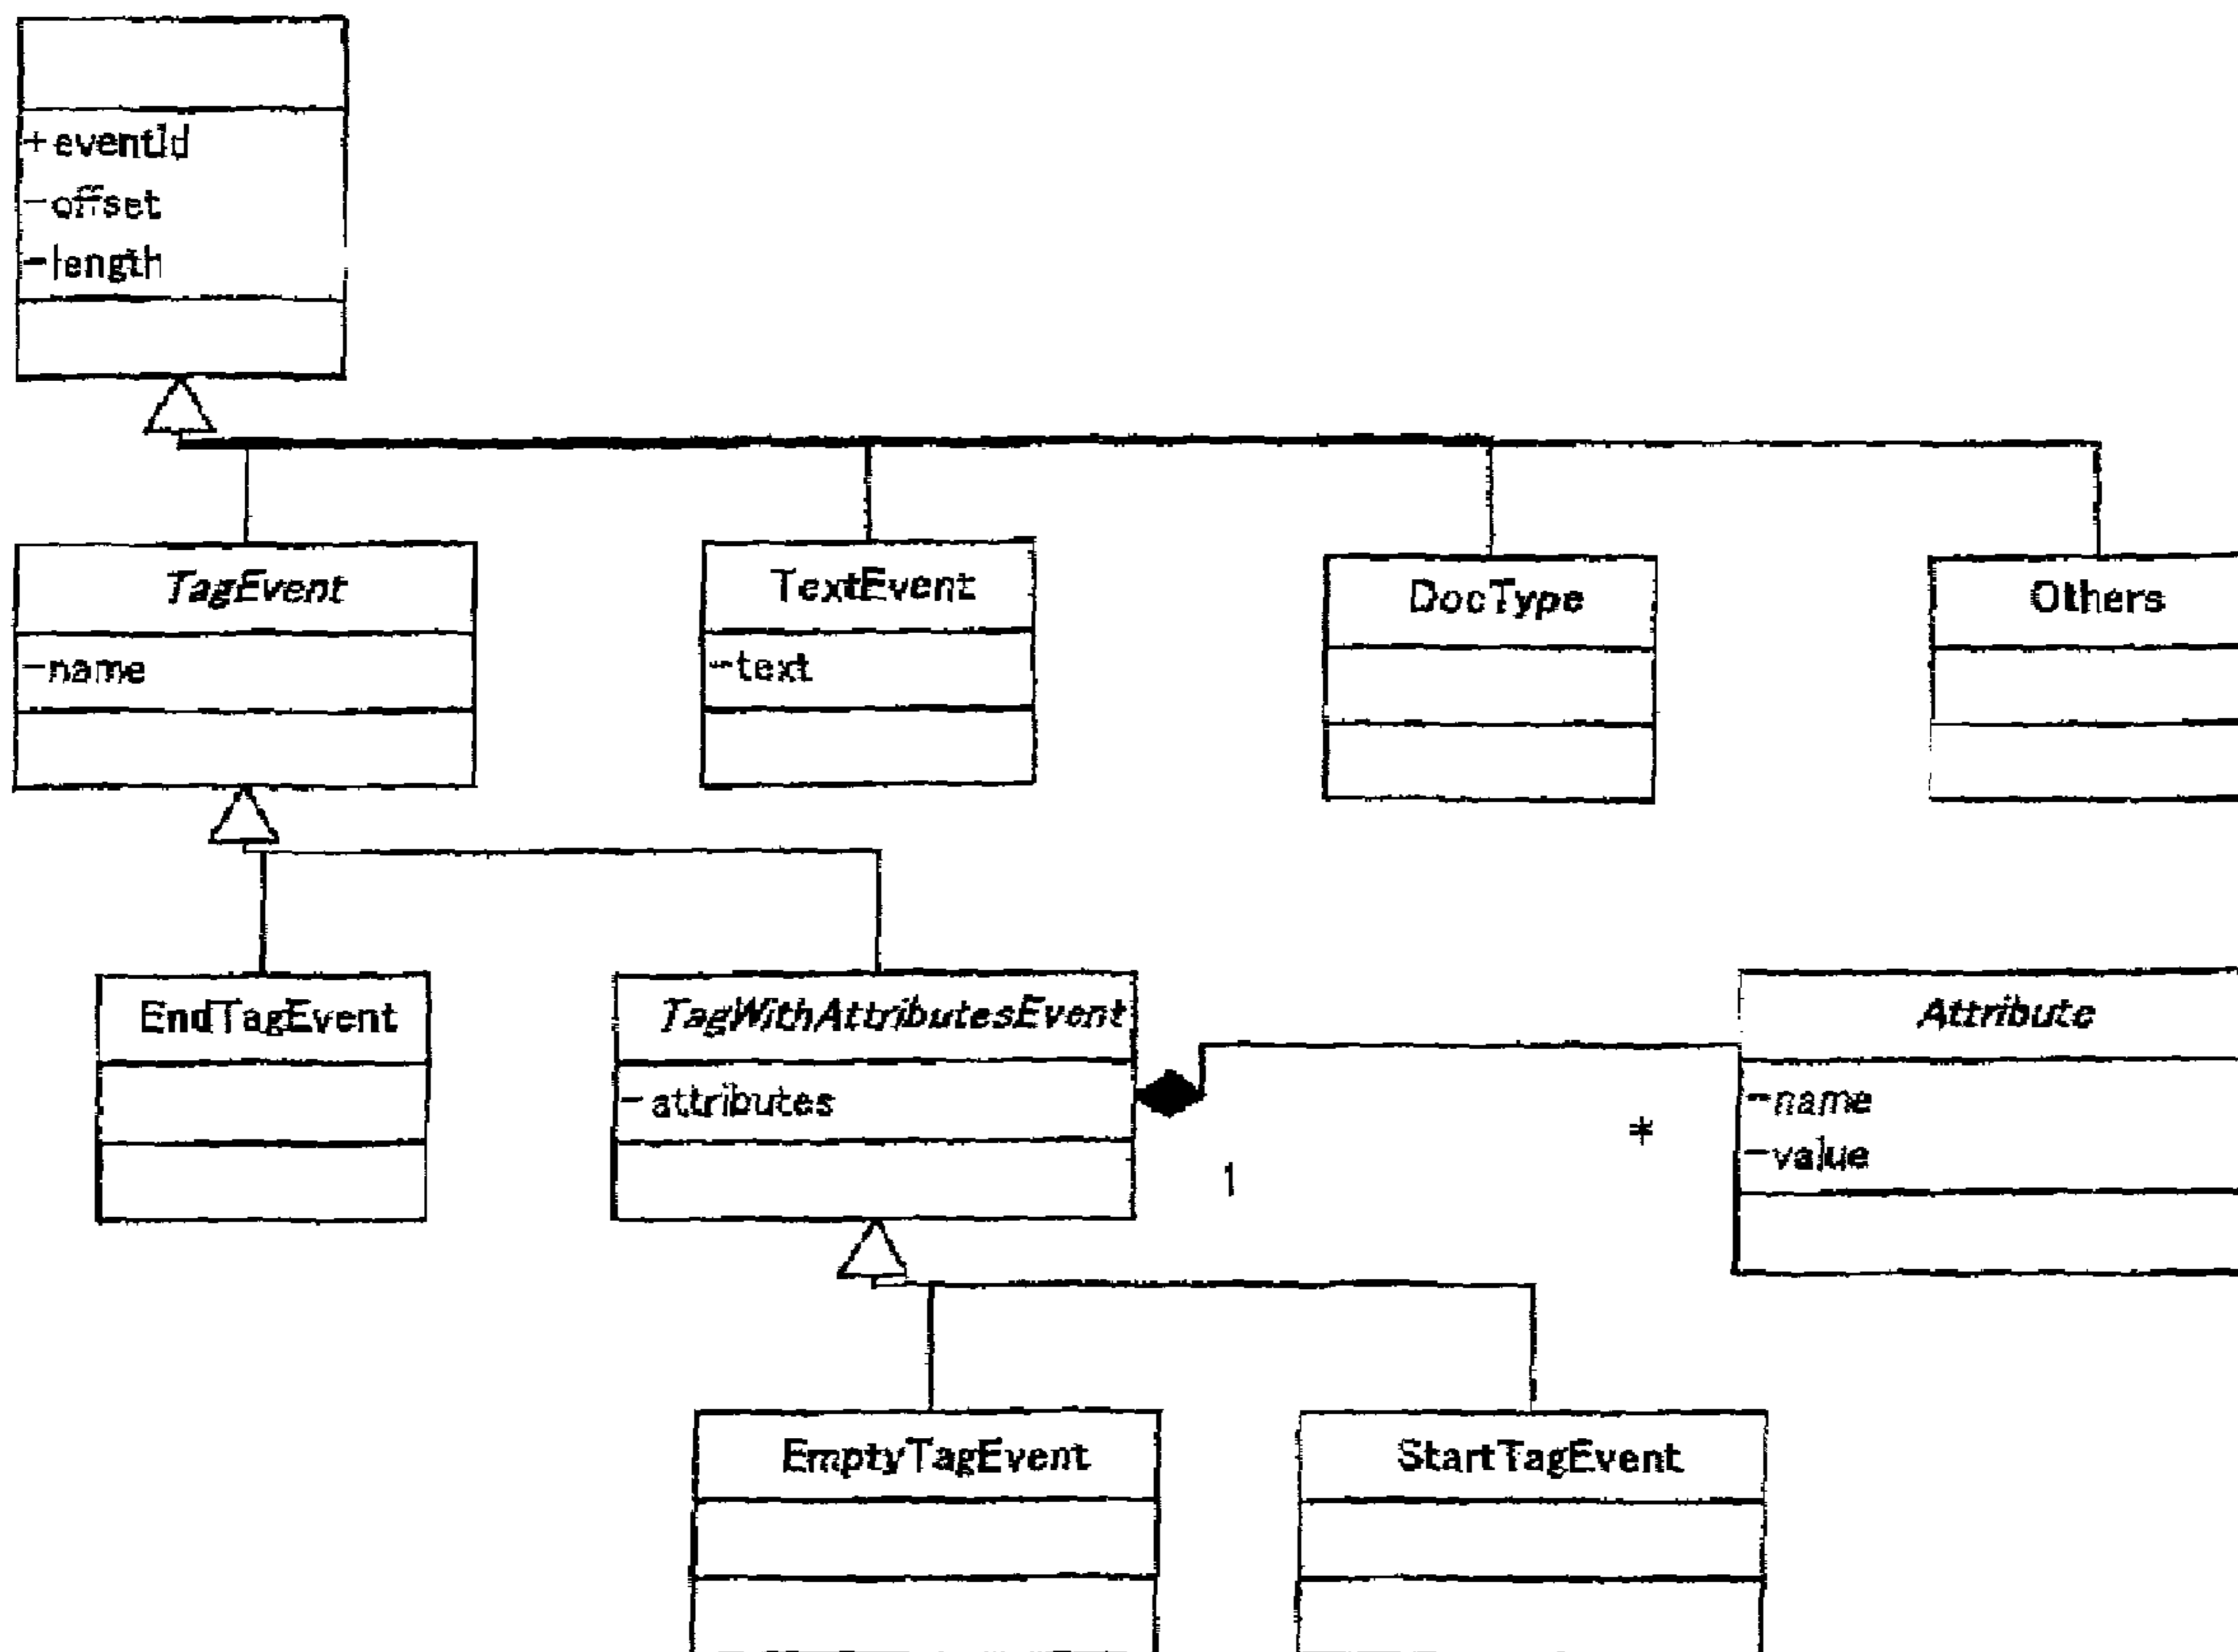 +eventId
-offset
-length
TagEvent
-name
TextEvent
-text
DocType
Others
EndTagEvent
TagWithAttributesEvent
-attributes
1
*
Attribute
-name
-value
EmptyTagEvent
StartTagEvent